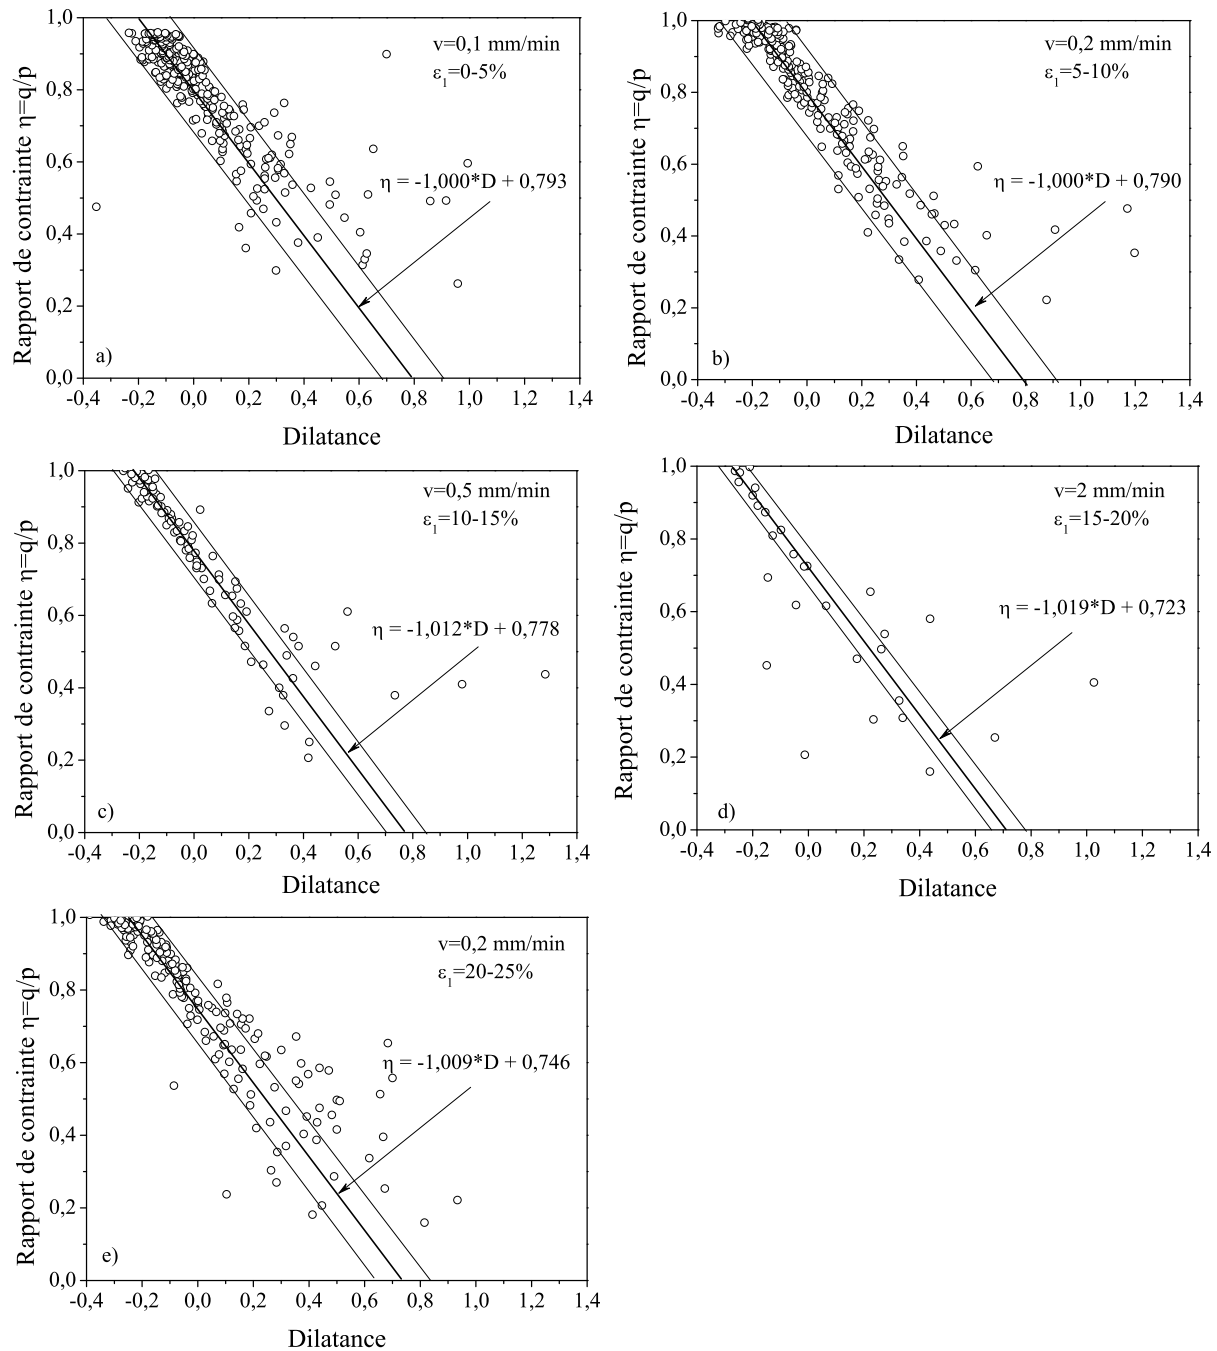 Rapport de contrainte η=q/p
1,0
0,8
0,6
0,4
0,2
0,0
v=0,1 mm/min
ε1=0-5%
η = -1,000*D + 0,793
a)
-0,4 -0,2 0,0 0,2 0,4 0,6 0,8 1,0 1,2 1,4
Dilatance
Rapport de contrainte η=q/p
1,0
0,8
0,6
0,4
0,2
0,0
v=0,2 mm/min
ε1=5-10%
η = -1,000*D + 0,790
b)
-0,4 -0,2 0,0 0,2 0,4 0,6 0,8 1,0 1,2 1,4
Dilatance
Rapport de contrainte η=q/p
1,0
0,8
0,6
0,4
0,2
0,0
v=0,5 mm/min
ε1=10-15%
η = -1,012*D + 0,778
c)
-0,4 -0,2 0,0 0,2 0,4 0,6 0,8 1,0 1,2 1,4
Dilatance
Rapport de contrainte η=q/p
1,0
0,8
0,6
0,4
0,2
0,0
v=2 mm/min
ε1=15-20%
η = -1,019*D + 0,723
d)
-0,4 -0,2 0,0 0,2 0,4 0,6 0,8 1,0 1,2 1,4
Dilatance
Rapport de contrainte η=q/p
1,0
0,8
0,6
0,4
0,2
0,0
v=0,2 mm/min
ε1=20-25%
η = -1,009*D + 0,746
e)
-0,4 -0,2 0,0 0,2 0,4 0,6 0,8 1,0 1,2 1,4
Dilatance